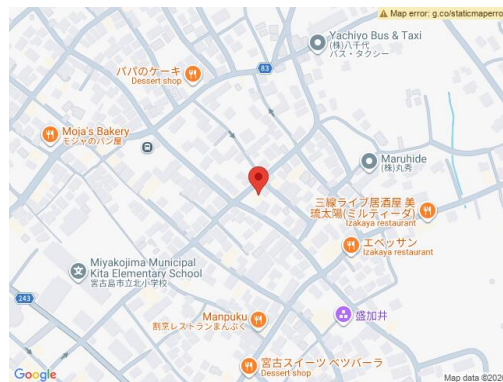 Map error: g.co/staticmaperro
Yachiyo Bus & Taxi
(株)八千代
バス・タクシー
パパのケーキ
Dessert shop
83
Moja's Bakery
モジャのパン屋
Maruhide
(株)丸秀
三線ライブ居酒屋 美
琉太陽(ミルティーダ)
Izakaya restaurant
エベッサン
Izakaya restaurant
Miyakojima Municipal
Kita Elementary School
宮古島市立北小学校
243
Manpuku
割烹レストランまんぷく
盛加井
宮古スイーツ ベツバーラ
Dessert shop
Google
Map data ©202